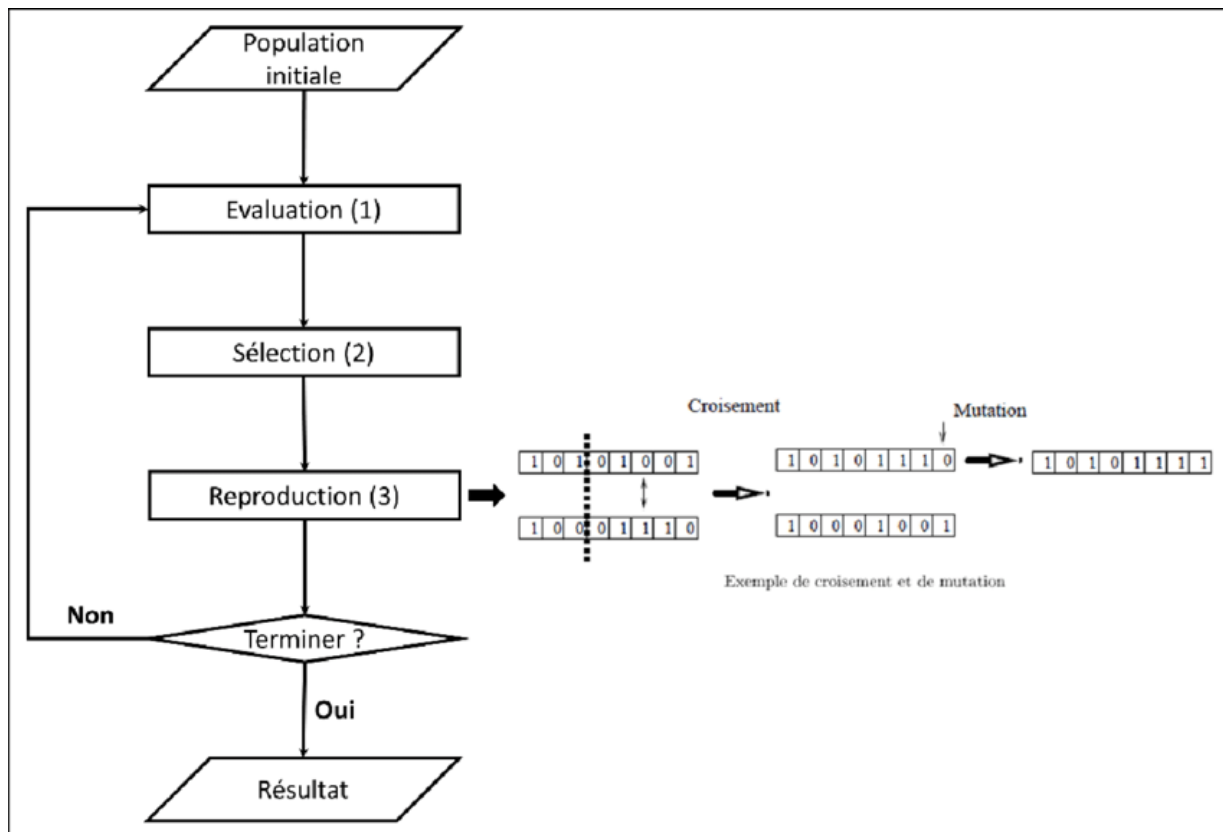 Population
initiale
Evaluation (1)
Sélection (2)
Croisement
Mutation
1 0 1 0 1 0 0 1
1 0 1 0 1 1 1 0
1 0 1 0 1 1 1 1
Reproduction (3)
1 0 0 0 1 1 1 0
1 0 0 0 1 0 0 1
Exemple de croisement et de mutation
Non
Terminer ?
Oui
Résultat